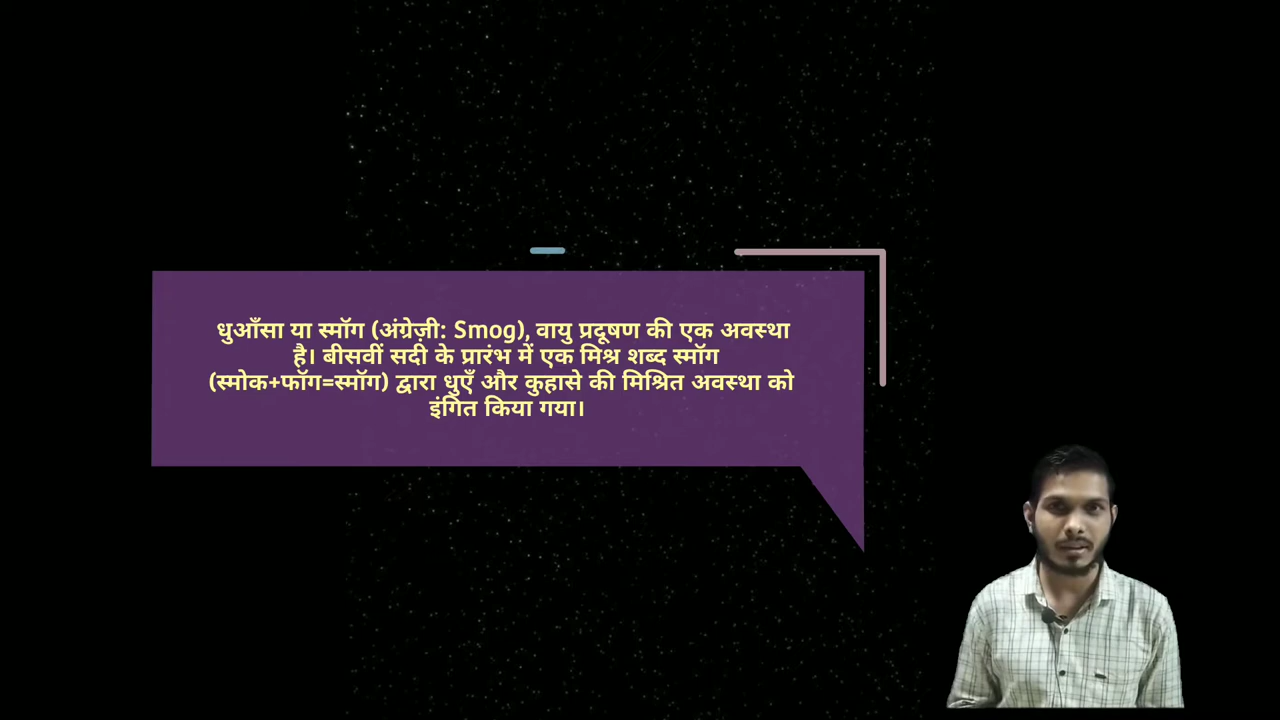 धुआँसा या स्मॉग (अंग्रेज़ी: Smog), वायु प्रदूषण की एक अवस्था
है। बीसवीं सदी के प्रारंभ में एक मिश्र शब्द स्मॉग
(स्मोक+फॉग=स्मॉग) द्वारा धुएँ और कुहासे की मिश्रित अवस्था को
इंगित किया गया।